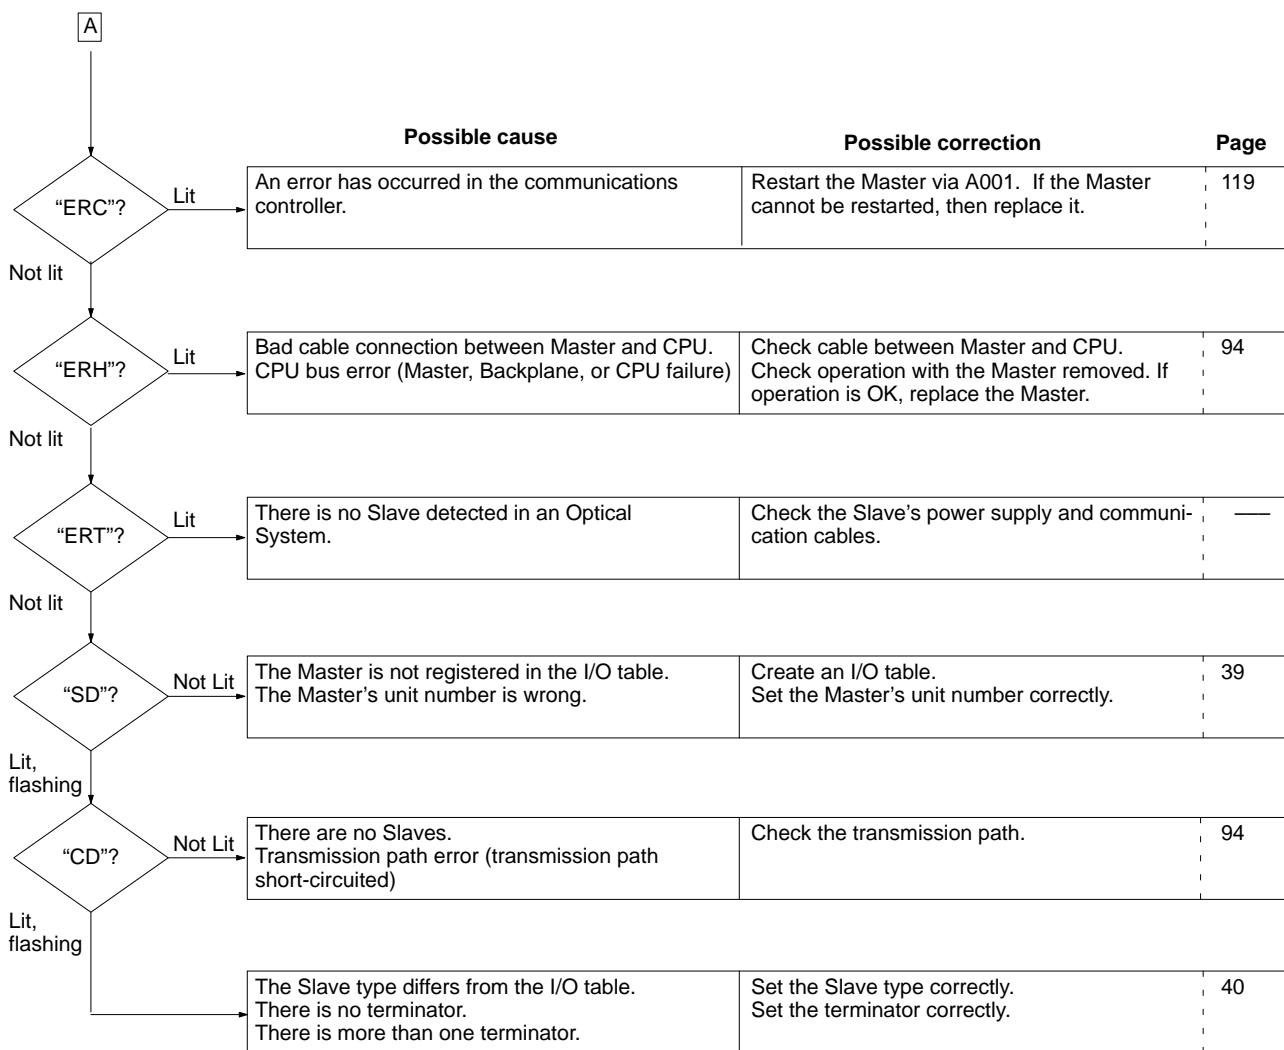 A
Possible cause
Possible correction
Page
“ERC”?
Lit
An error has occurred in the communications
controller.
Restart the Master via A001. If the Master
cannot be restarted, then replace it.
119
Not lit
“ERH”?
Lit
Bad cable connection between Master and CPU.
CPU bus error (Master, Backplane, or CPU failure)
Check cable between Master and CPU.
Check operation with the Master removed. If
operation is OK, replace the Master.
94
Not lit
“ERT”?
Lit
There is no Slave detected in an Optical
System.
Check the Slave’s power supply and communi-
cation cables.
—–
Not lit
“SD”?
Not Lit
The Master is not registered in the I/O table.
The Master’s unit number is wrong.
Create an I/O table.
Set the Master’s unit number correctly.
39
Lit,
flashing
“CD”?
Not Lit
There are no Slaves.
Transmission path error (transmission path
short-circuited)
Check the transmission path.
94
Lit,
flashing
The Slave type differs from the I/O table.
There is no terminator.
There is more than one terminator.
Set the Slave type correctly.
Set the terminator correctly.
40